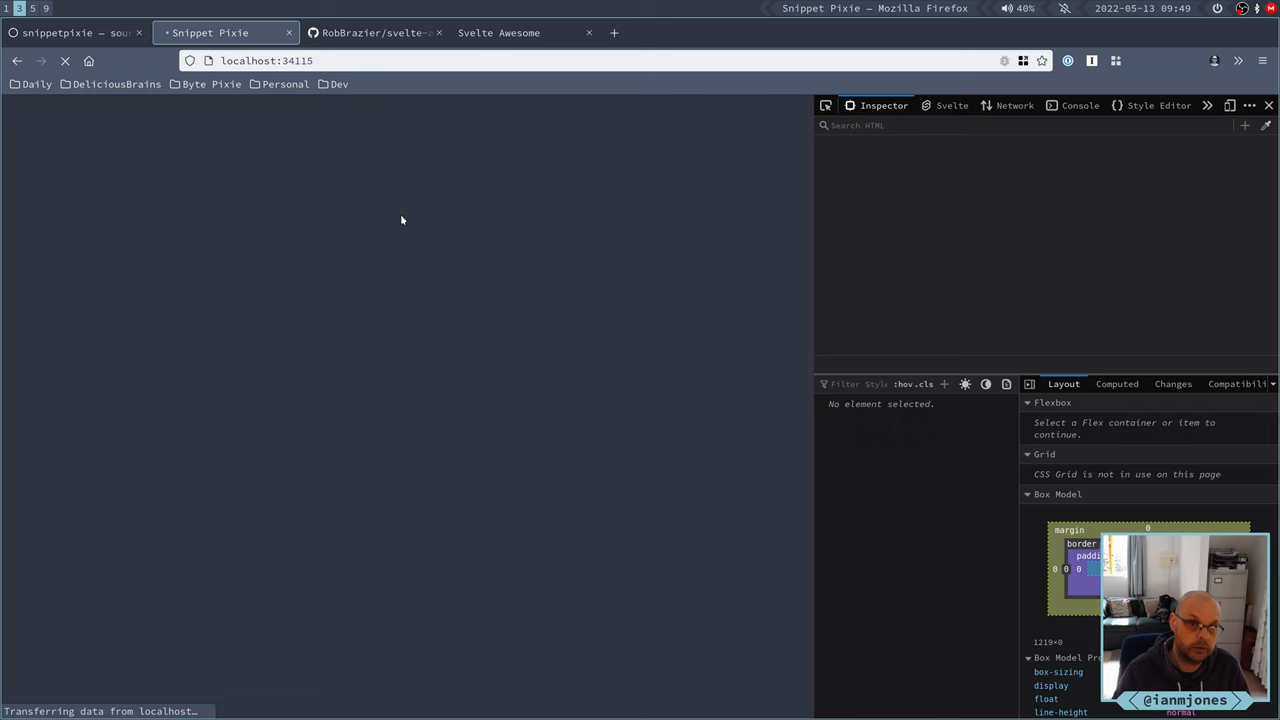 1 3 5 9
Snippet Pixie — Mozilla Firefox
40%
2022-05-13 09:49
snippetpixie — sour
Snippet Pixie
RobBrazier/svelte-a
Svelte Awesome
localhost:34115
Daily
DeliciousBrains
Byte Pixie
Personal
Dev
Inspector
Svelte
Network
Console
Style Editor
Search HTML
Filter Style
:hov .cls
Layout
Computed
Changes
Compatibili
No element selected.
Flexbox
Select a Flex container or item to
continue.
Grid
CSS Grid is not in use on this page
Box Model
margin
0
border
paddi
0 0 0
1219×0
Box Model Pro
box-sizing
display
float
line-height
normal
@ianmjones
Transferring data from localhost…